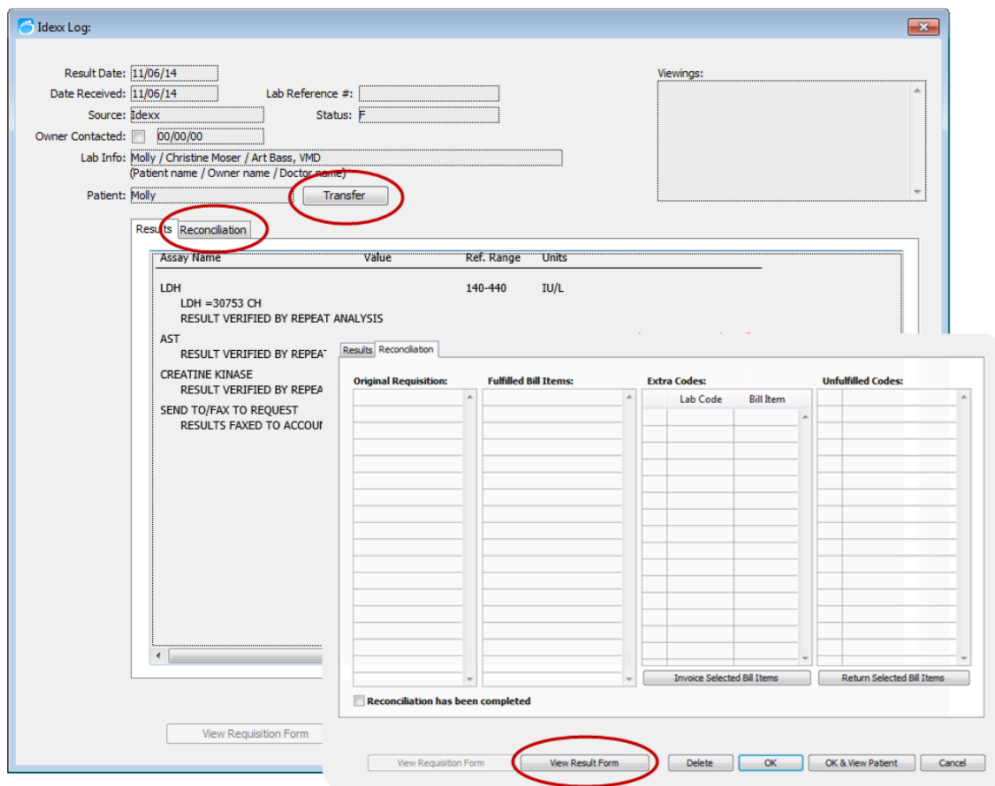 Idexx Log:
Result Date: 11/06/14
Viewings:
Date Received: 11/06/14 Lab Reference #:
Source: Idexx Status: F
Owner Contacted: 00/00/00
Lab Info: Molly / Christine Moser / Art Bass, VMD
(Patient name / Owner name / Doctor name)
Patient: Molly Transfer
Results Reconciliation
Assay Name Value Ref. Range Units
LDH 140-440 IU/L
LDH =30753 CH
RESULT VERIFIED BY REPEAT ANALYSIS
AST
RESULT VERIFIED BY REPEAT
CREATINE KINASE
RESULT VERIFIED BY REPEA
SEND TO/FAX TO REQUEST
RESULTS FAXED TO ACCOUN
View Requisition Form
Results Reconciliation
Original Requisition: Fulfilled Bill Items: Extra Codes: Unfulfilled Codes:
Lab Code Bill Item
Invoice Selected Bill Items Return Selected Bill Items
Reconciliation has been completed
View Requisition Form View Result Form Delete OK OK & View Patient Cancel